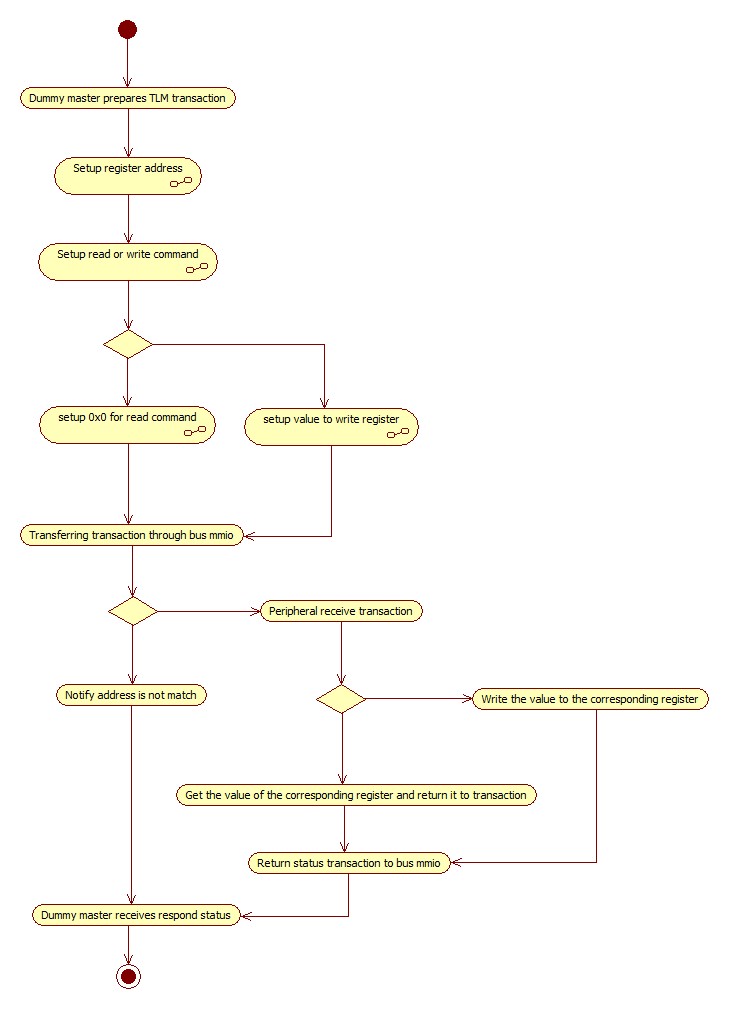 Dummy master prepares TLM transaction
Setup register address
Setup read or write command
setup 0x0 for read command
setup value to write register
Transferring transaction through bus mmio
Peripheral receive transaction
Notify address is not match
Write the value to the corresponding register
Get the value of the corresponding register and return it to transaction
Return status transaction to bus mmio
Dummy master receives respond status